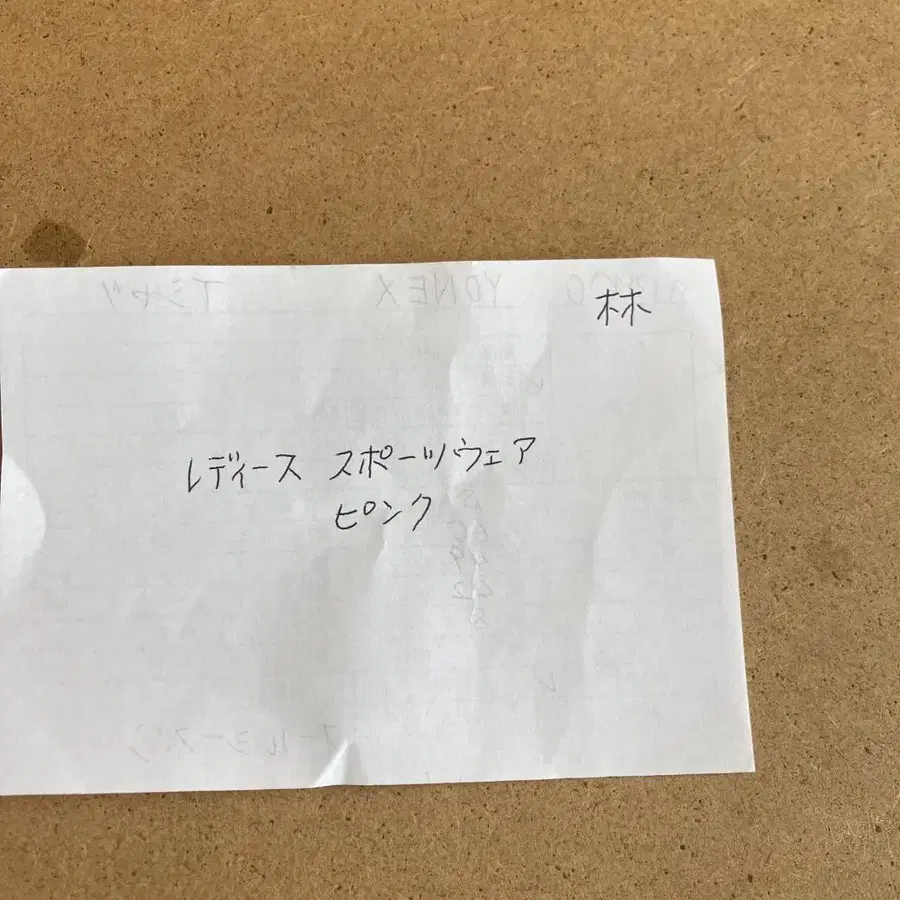 林
レディース スポーツウェア
ピンク